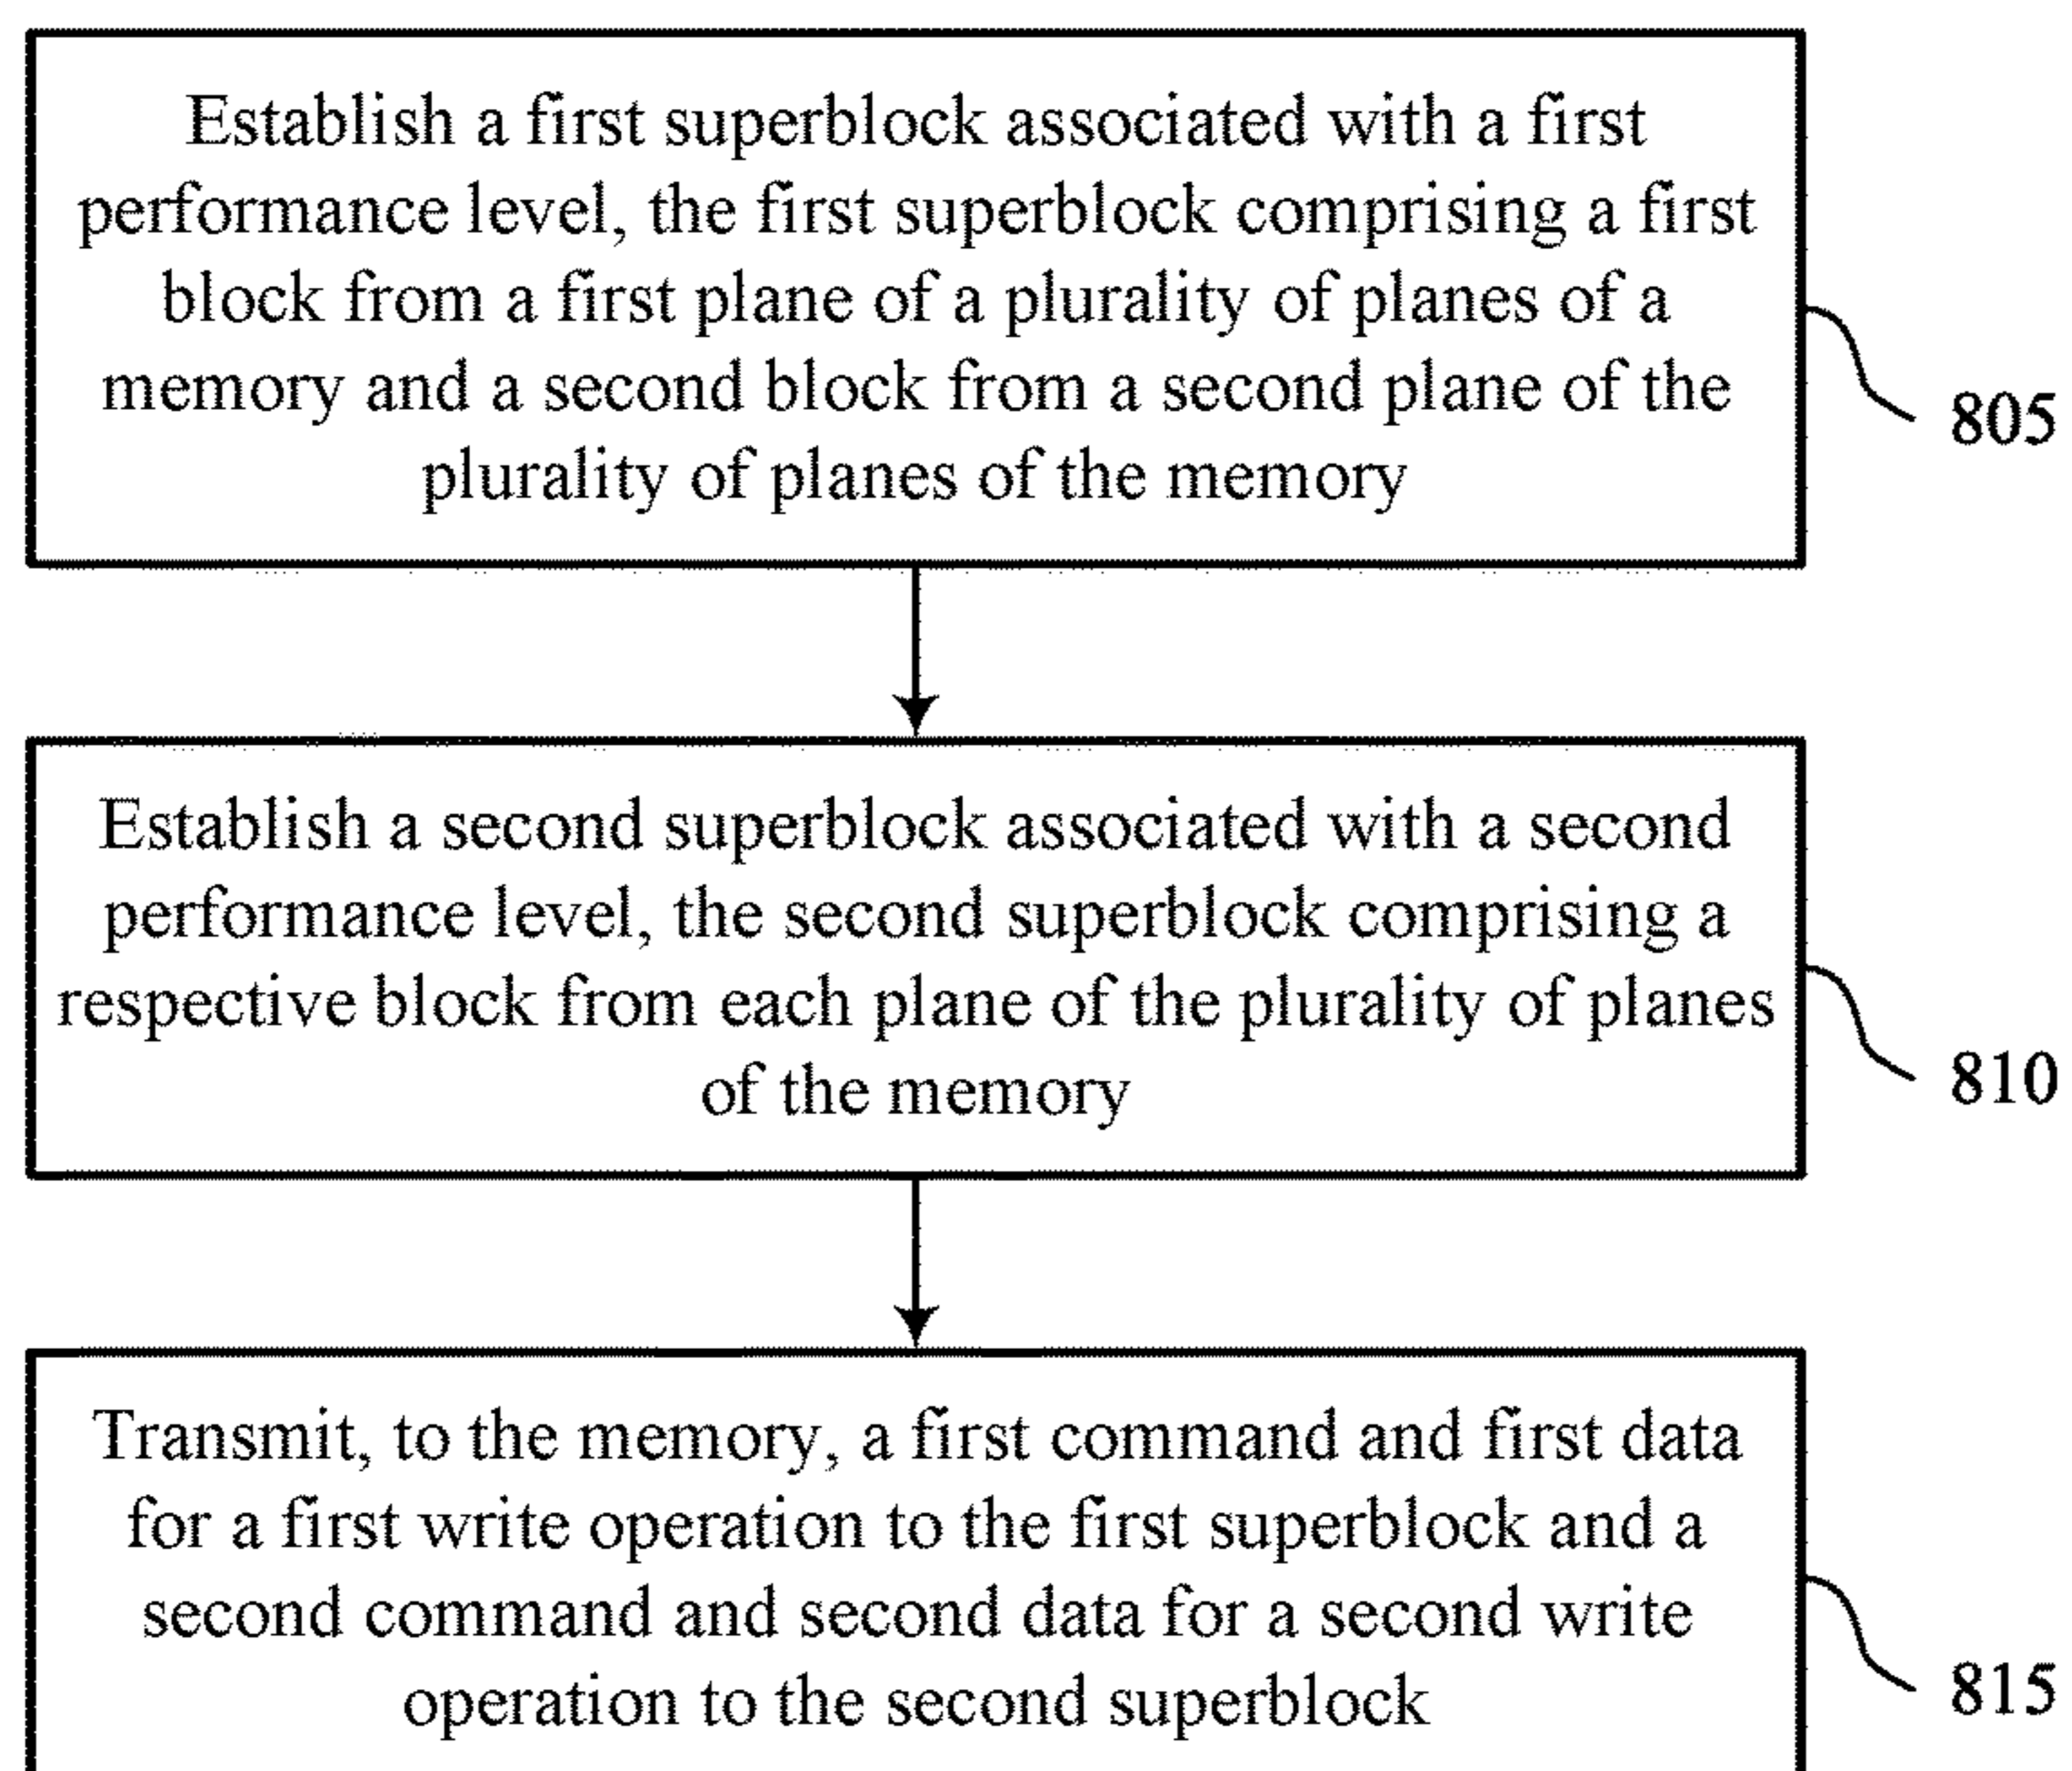 Establish a first superblock associated with a first
performance level, the first superblock comprising a first
block from a first plane of a plurality of planes of a
memory and a second block from a second plane of the
plurality of planes of the memory
805
Establish a second superblock associated with a second
performance level, the second superblock comprising a
respective block from each plane of the plurality of planes
of the memory
810
Transmit, to the memory, a first command and first data
for a first write operation to the first superblock and a
second command and second data for a second write
operation to the second superblock
815